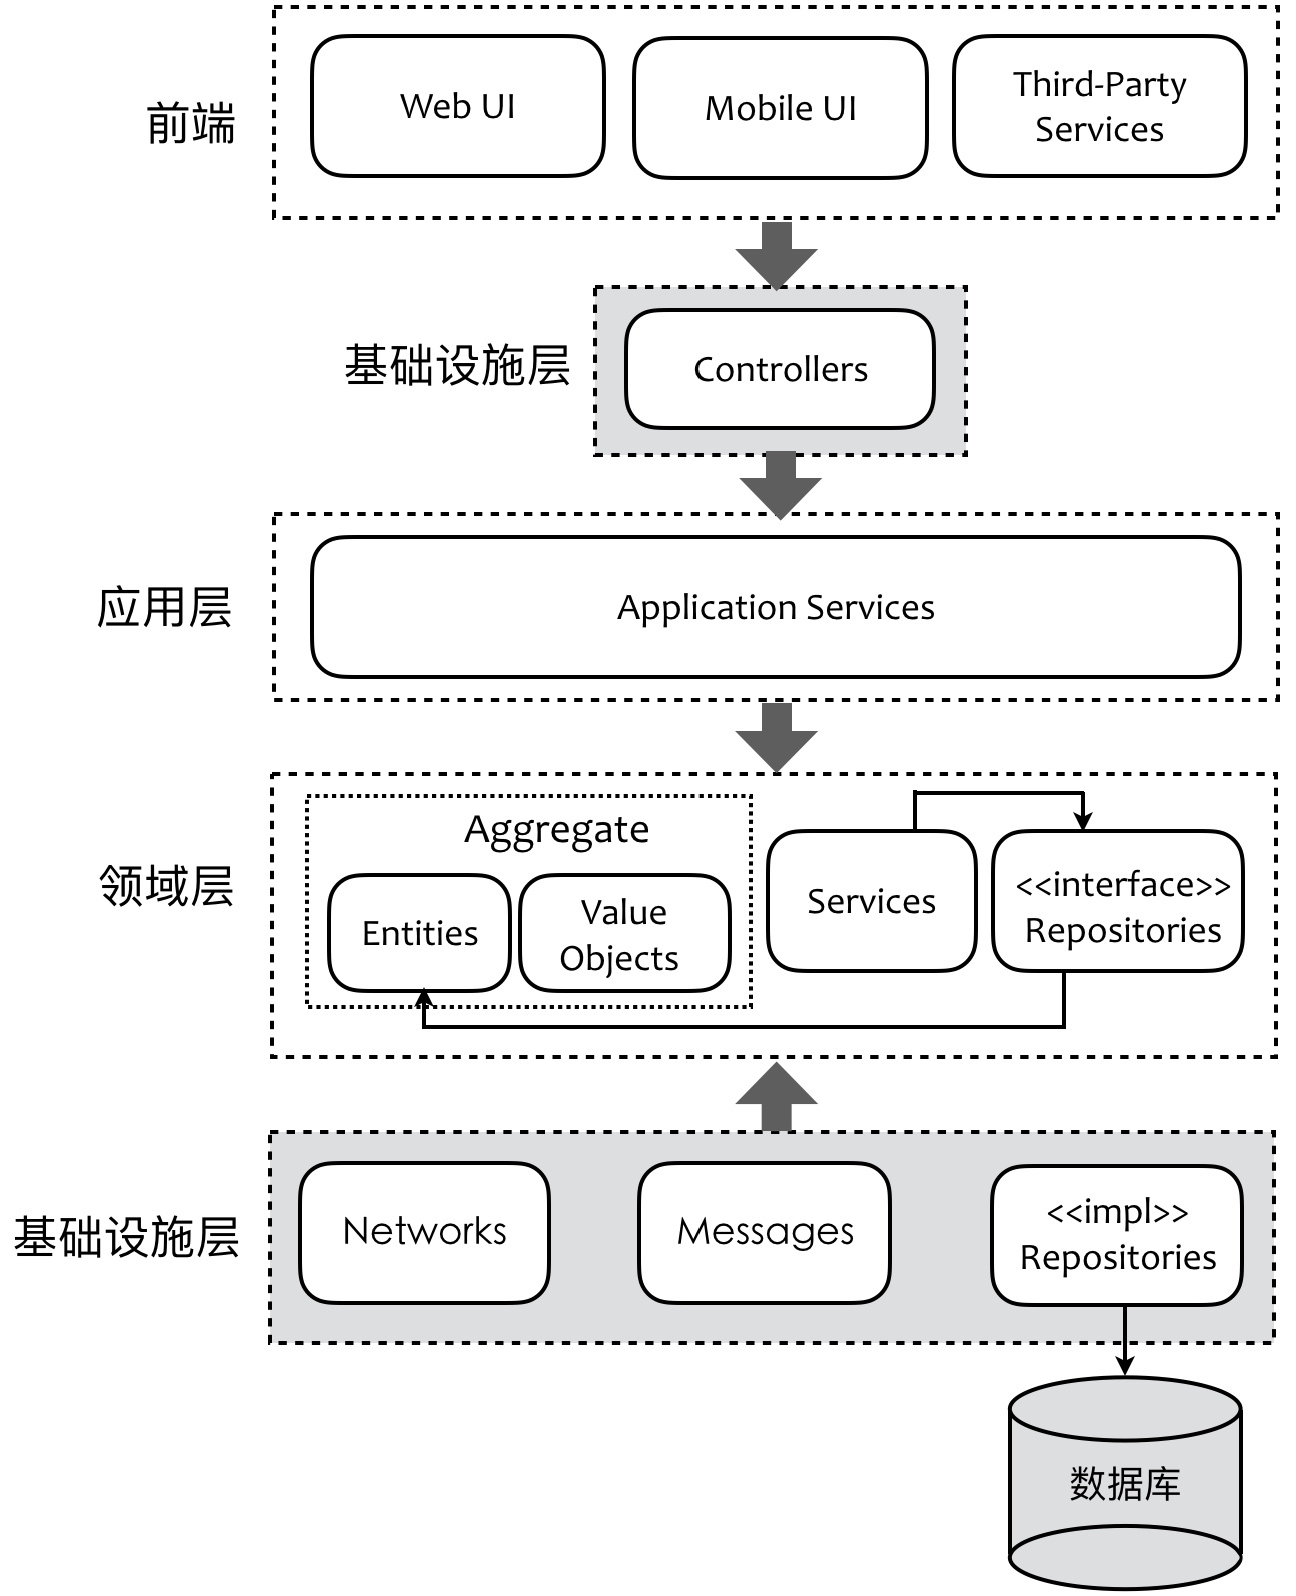 前端
Web UI
Mobile UI
Third-Party
Services
基础设施层
Controllers
应用层
Application Services
领域层
Aggregate
Entities
Value
Objects
Services
<<interface>>
Repositories
基础设施层
Networks
Messages
<<impl>>
Repositories
数据库